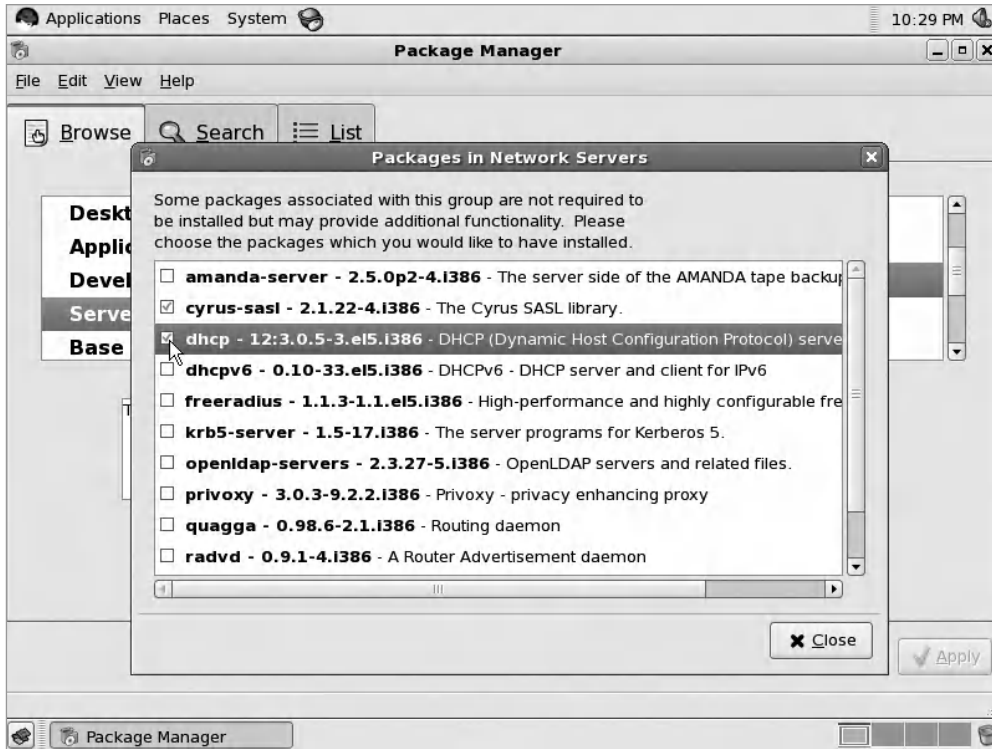 Applications Places System
10:29 PM
Package Manager
File Edit View Help
Browse
Search
List
Packages in Network Servers
Some packages associated with this group are not required to
be installed but may provide additional functionality. Please
choose the packages which you would like to have installed.
Deskt
Applic
Devel
Serve
Base
amanda-server - 2.5.0p2-4.i386 - The server side of the AMANDA tape backup
cyrus-sasl - 2.1.22-4.i386 - The Cyrus SASL library.
dhcp - 12:3.0.5-3.el5.i386 - DHCP (Dynamic Host Configuration Protocol) serve
dhcpv6 - 0.10-33.el5.i386 - DHCPv6 - DHCP server and client for IPv6
freeradius - 1.1.3-1.1.el5.i386 - High-performance and highly configurable fre
krb5-server - 1.5-17.i386 - The server programs for Kerberos 5.
openldap-servers - 2.3.27-5.i386 - OpenLDAP servers and related files.
privoxy - 3.0.3-9.2.2.i386 - Privoxy - privacy enhancing proxy
quagga - 0.98.6-2.1.i386 - Routing daemon
radvd - 0.9.1-4.i386 - A Router Advertisement daemon
Close
Apply
Package Manager